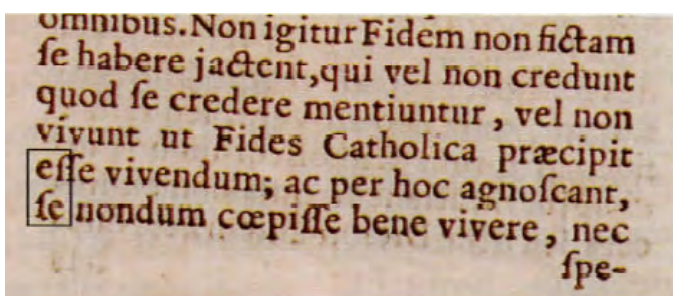 omnibus. Non igitur Fidem non fictam
ſe habere jactent, qui vel non credunt
quod ſe credere mentiuntur, vel non
vivunt ut Fides Catholica præcipit
eſſe vivendum; ac per hoc agnoſcant,
ſe nondum cœpiſſe bene vivere, nec
ſpe-